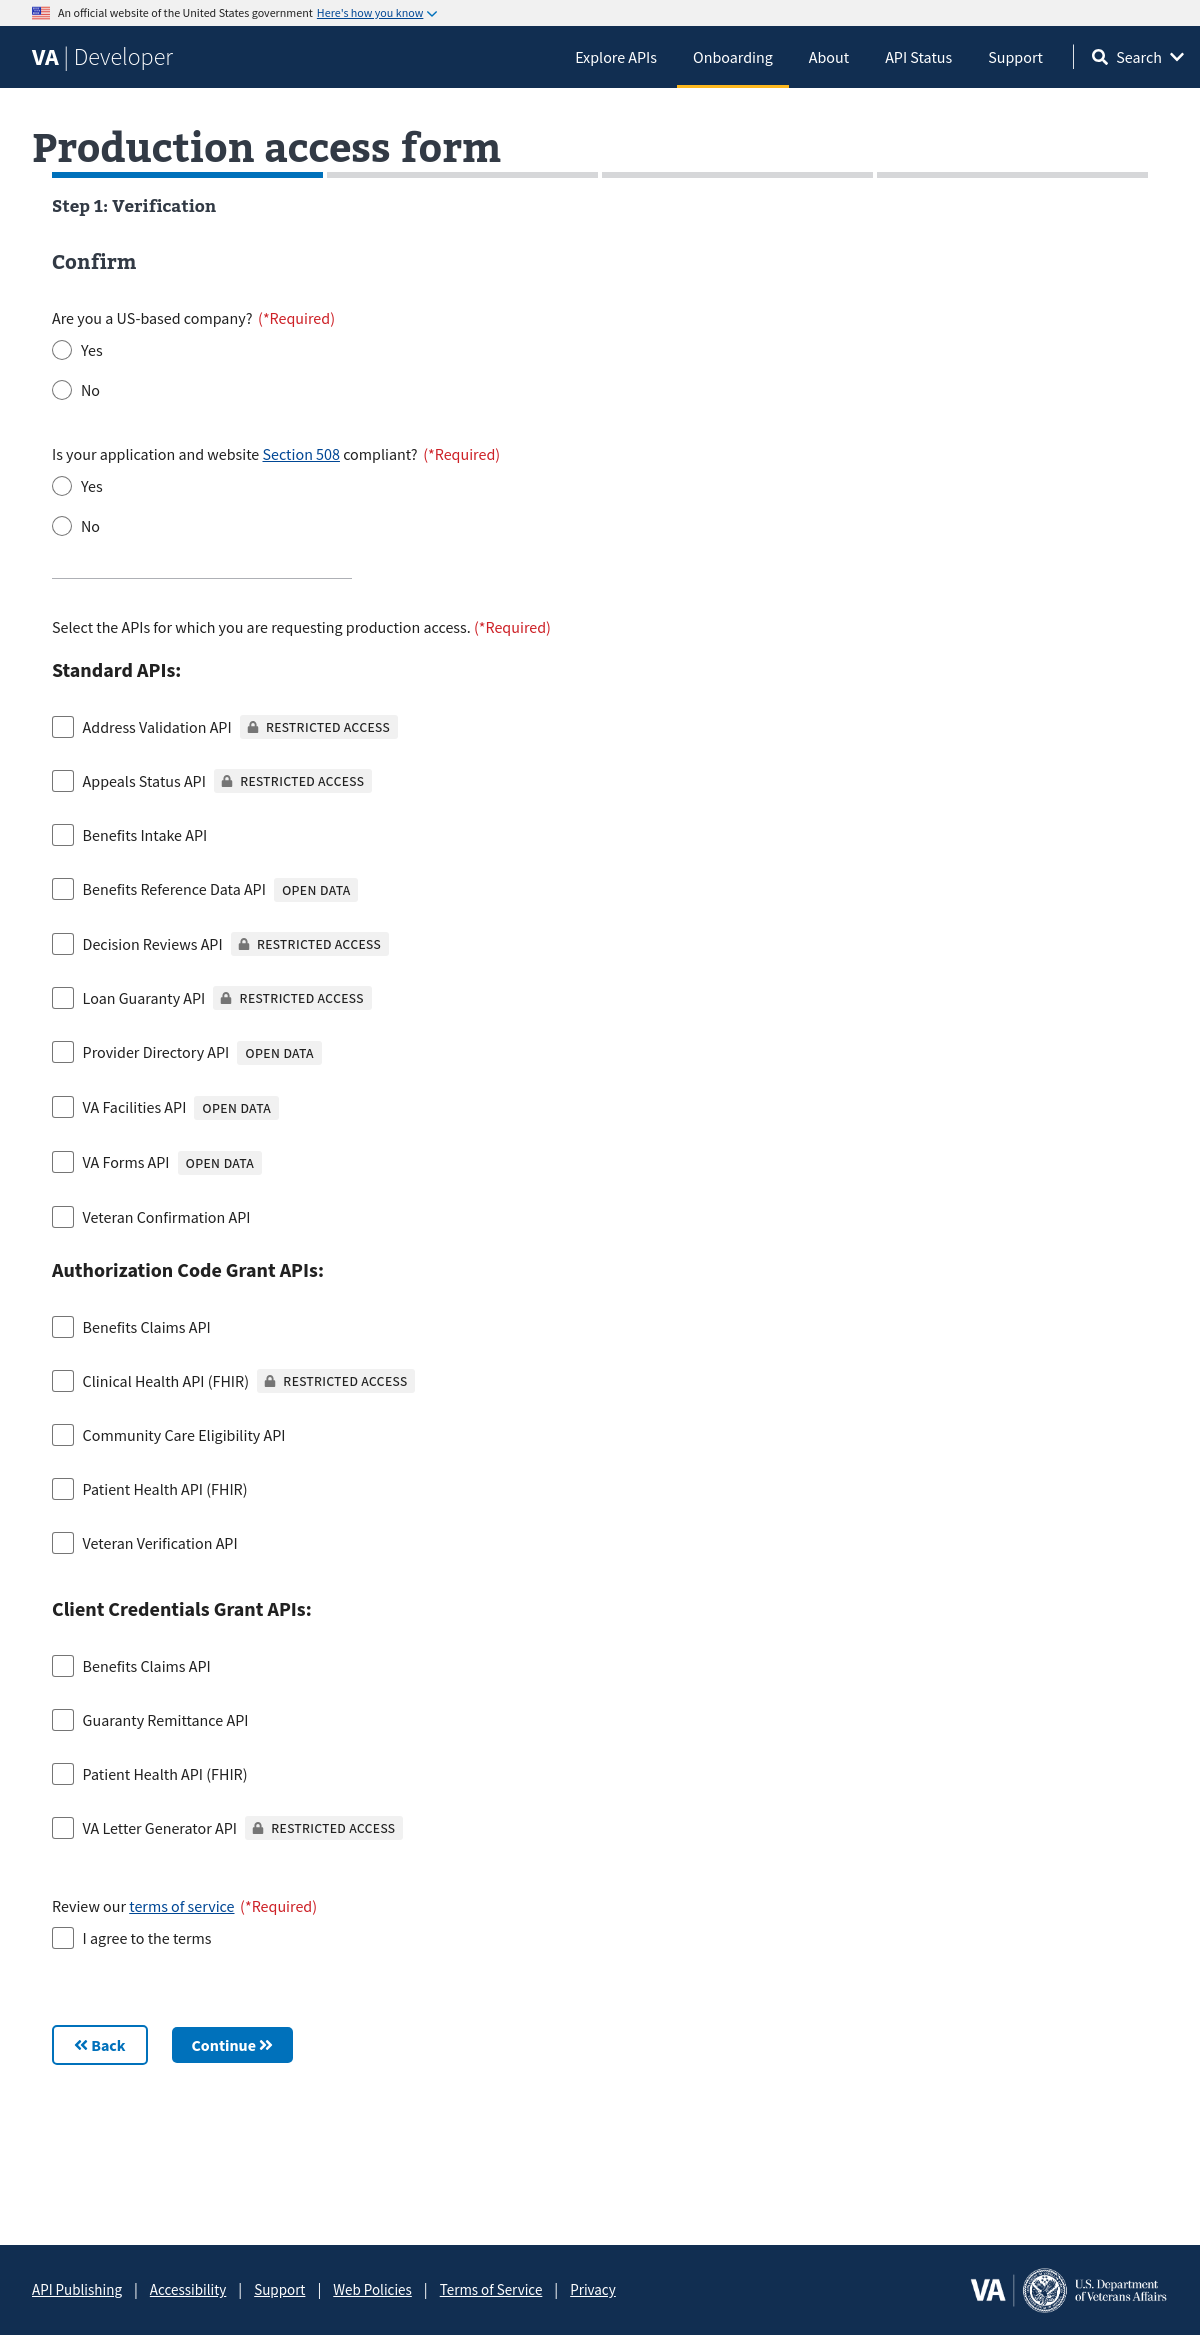 An official website of the United States government Here's how you know
VA | Developer
Explore APIs Onboarding About API Status Support Search
Production access form
Step 1: Verification
Confirm
Are you a US-based company? (*Required)
Yes
No
Is your application and website Section 508 compliant? (*Required)
Yes
No
Select the APIs for which you are requesting production access. (*Required)
Standard APIs:
Address Validation API RESTRICTED ACCESS
Appeals Status API RESTRICTED ACCESS
Benefits Intake API
Benefits Reference Data API OPEN DATA
Decision Reviews API RESTRICTED ACCESS
Loan Guaranty API RESTRICTED ACCESS
Provider Directory API OPEN DATA
VA Facilities API OPEN DATA
VA Forms API OPEN DATA
Veteran Confirmation API
Authorization Code Grant APIs:
Benefits Claims API
Clinical Health API (FHIR) RESTRICTED ACCESS
Community Care Eligibility API
Patient Health API (FHIR)
Veteran Verification API
Client Credentials Grant APIs:
Benefits Claims API
Guaranty Remittance API
Patient Health API (FHIR)
VA Letter Generator API RESTRICTED ACCESS
Review our terms of service (*Required)
I agree to the terms
Back Continue
API Publishing | Accessibility | Support | Web Policies | Terms of Service | Privacy
VA | U.S. Department
of Veterans Affairs